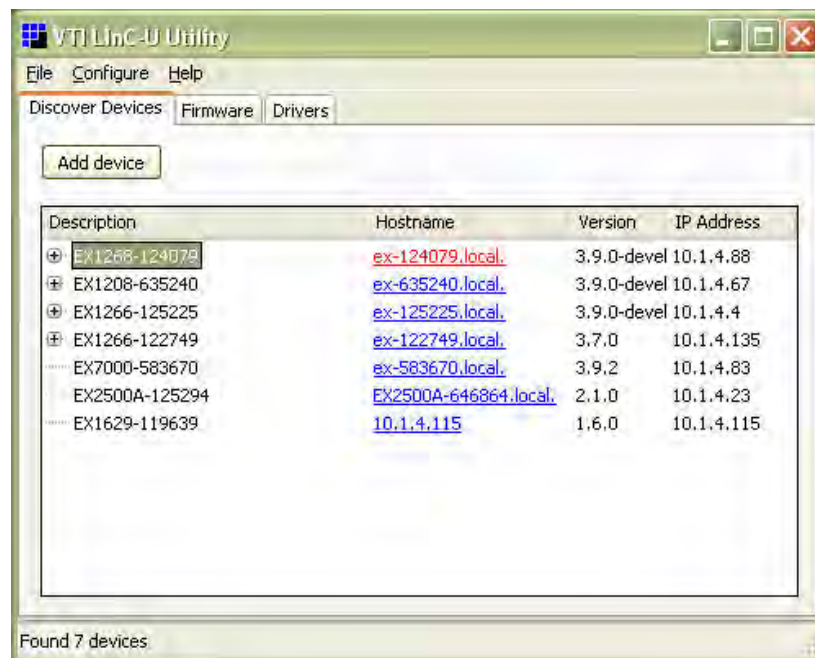 VTI LinC-U Utility
File Configure Help
Discover Devices Firmware Drivers
Add device
Description Hostname Version IP Address
EX1268-124079 ex-124079.local. 3.9.0-devel 10.1.4.88
EX1208-635240 ex-635240.local. 3.9.0-devel 10.1.4.67
EX1266-125225 ex-125225.local. 3.9.0-devel 10.1.4.4
EX1266-122749 ex-122749.local. 3.7.0 10.1.4.135
EX7000-583670 ex-583670.local. 3.9.2 10.1.4.83
EX2500A-125294 EX2500A-646864.local. 2.1.0 10.1.4.23
EX1629-119639 10.1.4.115 1.6.0 10.1.4.115
Found 7 devices